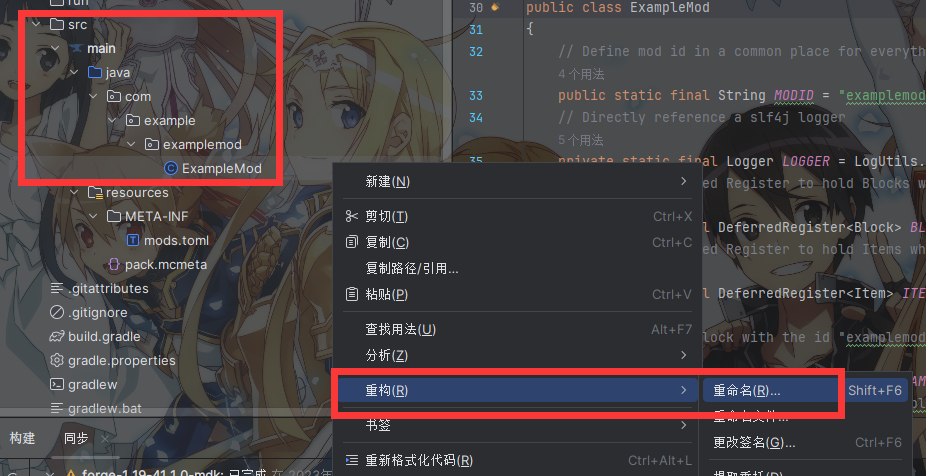 run
src
main
java
com
example
examplemod
ExampleMod
resources
META-INF
mods.toml
pack.mcmeta
.gitattributes
.gitignore
build.gradle
gradle.properties
gradlew
gradlew.bat
构建 同步
forge-1.19-41.1.0-mdk: 已完成 在 2023年
30 public class ExampleMod
31 {
32 // Define mod id in a common place for everyth
4个用法
33 public static final String MODID = "examplemod
34 // Directly reference a slf4j logger
5个用法
35 private static final Logger LOGGER = LogUtils.
ed Register to hold Blocks w
l DeferredRegister<Block> BL
ed Register to hold Items wh
l DeferredRegister<Item> ITE
lock with the id "examplemod
新建(N)
剪切(T) Ctrl+X
复制(C) Ctrl+C
复制路径/引用...
粘贴(P) Ctrl+V
查找用法(U) Alt+F7
分析(Z)
重构(R)
书签
重新格式化代码(R) Ctrl+Alt+L
重命名(R)... Shift+F6
重命名文件...
更改签名(G)... Ctrl+F6